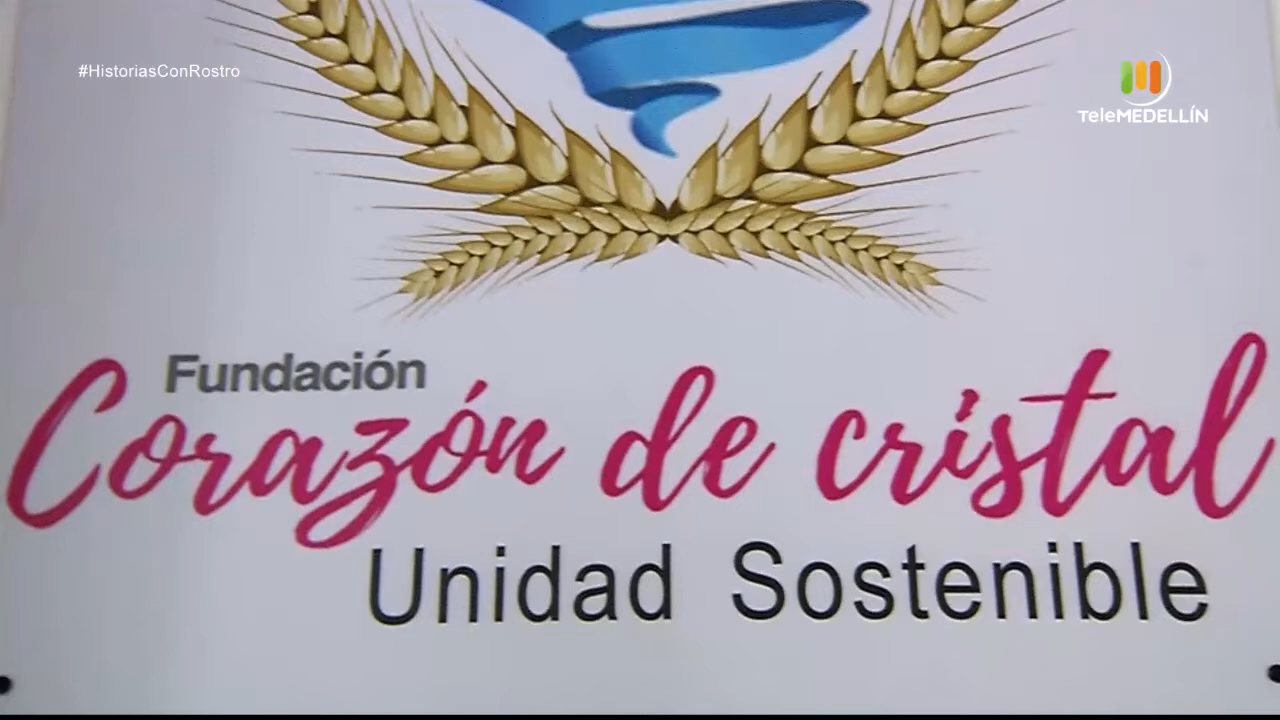 #HistoriasConRostro
TeleMEDELLÍN
Fundación
Corazón de cristal
Unidad Sostenible